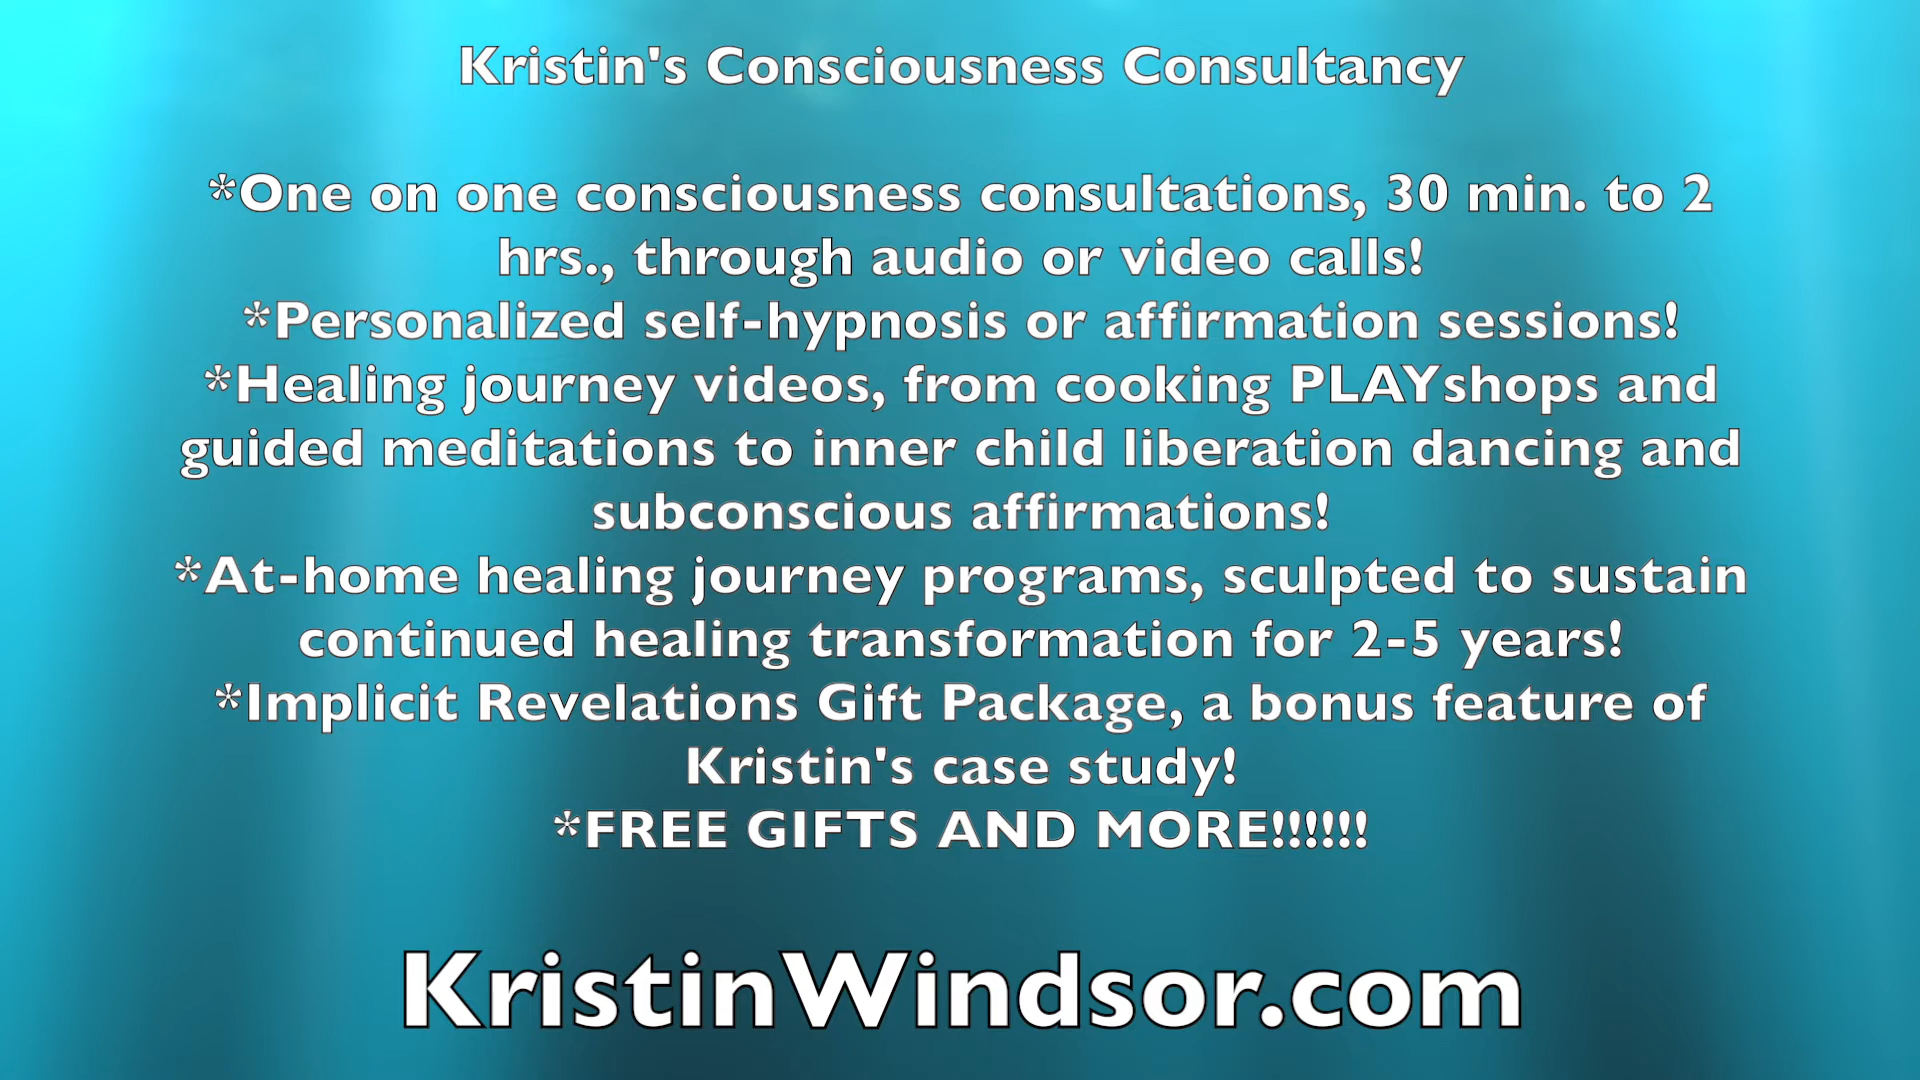 Kristin's Consciousness Consultancy
*One on one consciousness consultations, 30 min. to 2
hrs., through audio or video calls!
*Personalized self-hypnosis or affirmation sessions!
*Healing journey videos, from cooking PLAYshops and
guided meditations to inner child liberation dancing and
subconscious affirmations!
*At-home healing journey programs, sculpted to sustain
continued healing transformation for 2-5 years!
*Implicit Revelations Gift Package, a bonus feature of
Kristin's case study!
*FREE GIFTS AND MORE!!!!!!
KristinWindsor.com